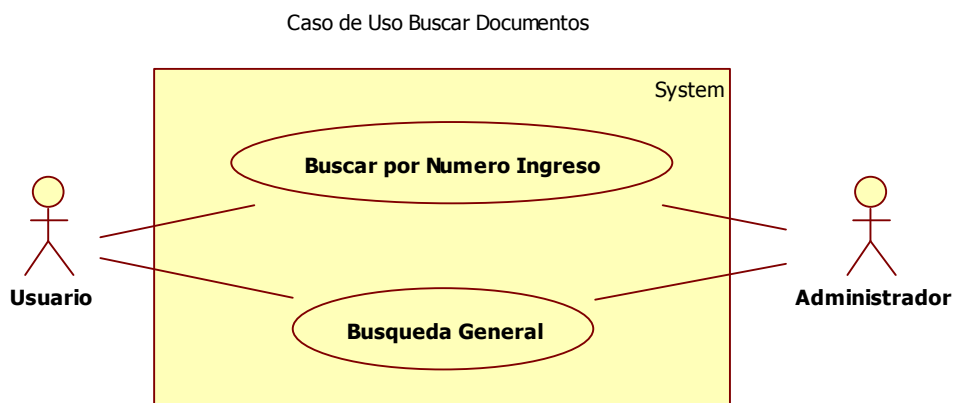 Caso de Uso Buscar Documentos
System
Buscar por Numero Ingreso
Usuario
Administrador
Busqueda General